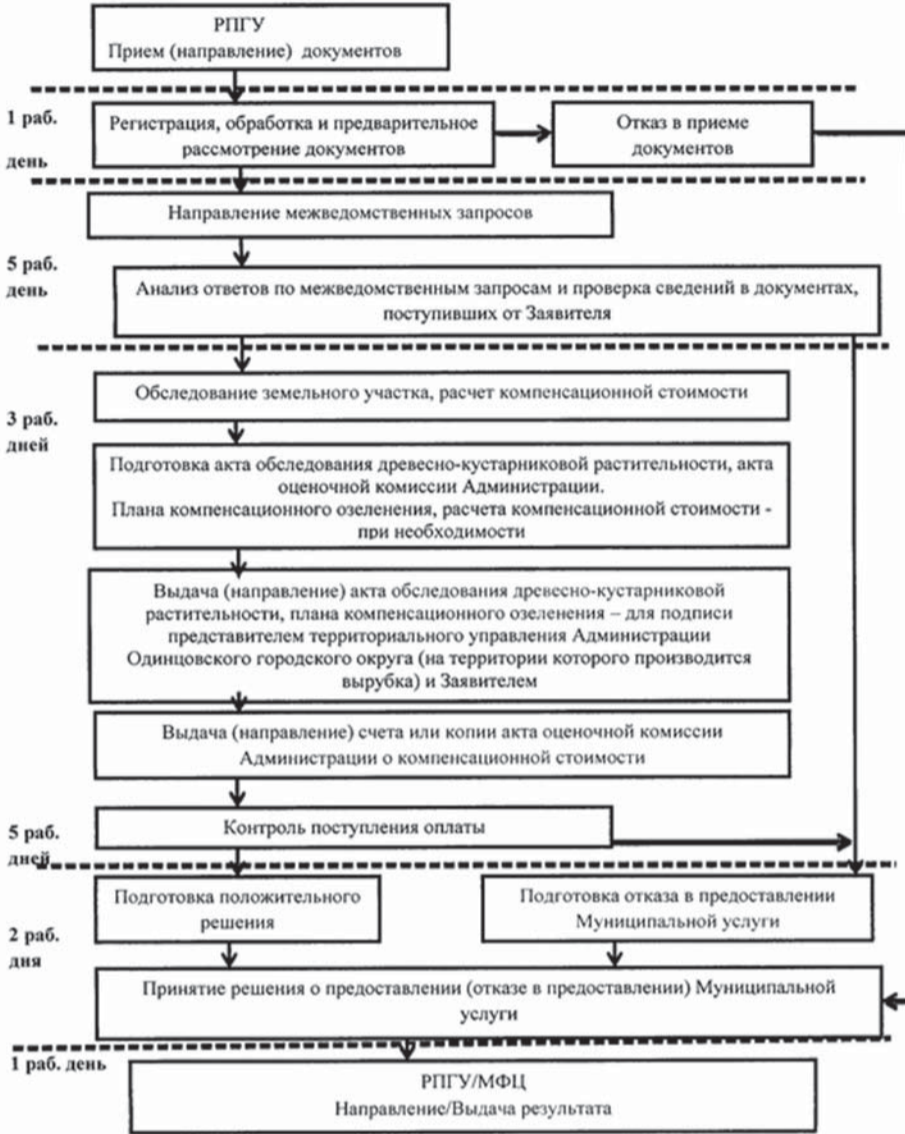 РПГУ
Прием (направление) документов
1 раб.
день
Регистрация, обработка и предварительное
рассмотрение документов
Отказ в приеме
документов
Направление межведомственных запросов
5 раб.
день
Анализ ответов по межведомственным запросам и проверка сведений в документах,
поступивших от Заявителя
3 раб.
дней
Обследование земельного участка, расчет компенсационной стоимости
Подготовка акта обследования древесно-кустарниковой растительности, акта
оценочной комиссии Администрации.
Плана компенсационного озеленения, расчета компенсационной стоимости -
при необходимости
Выдача (направление) акта обследования древесно-кустарниковой
растительности, плана компенсационного озеленения – для подписи
представителем территориального управления Администрации
Одинцовского городского округа (на территории которого производится
вырубка) и Заявителем
Выдача (направление) счета или копии акта оценочной комиссии
Администрации о компенсационной стоимости
5 раб.
дней
Контроль поступления оплаты
2 раб.
дня
Подготовка положительного
решения
Подготовка отказа в предоставлении
Муниципальной услуги
Принятие решения о предоставлении (отказе в предоставлении) Муниципальной
услуги
1 раб. день
РПГУ/МФЦ
Направление/Выдача результата